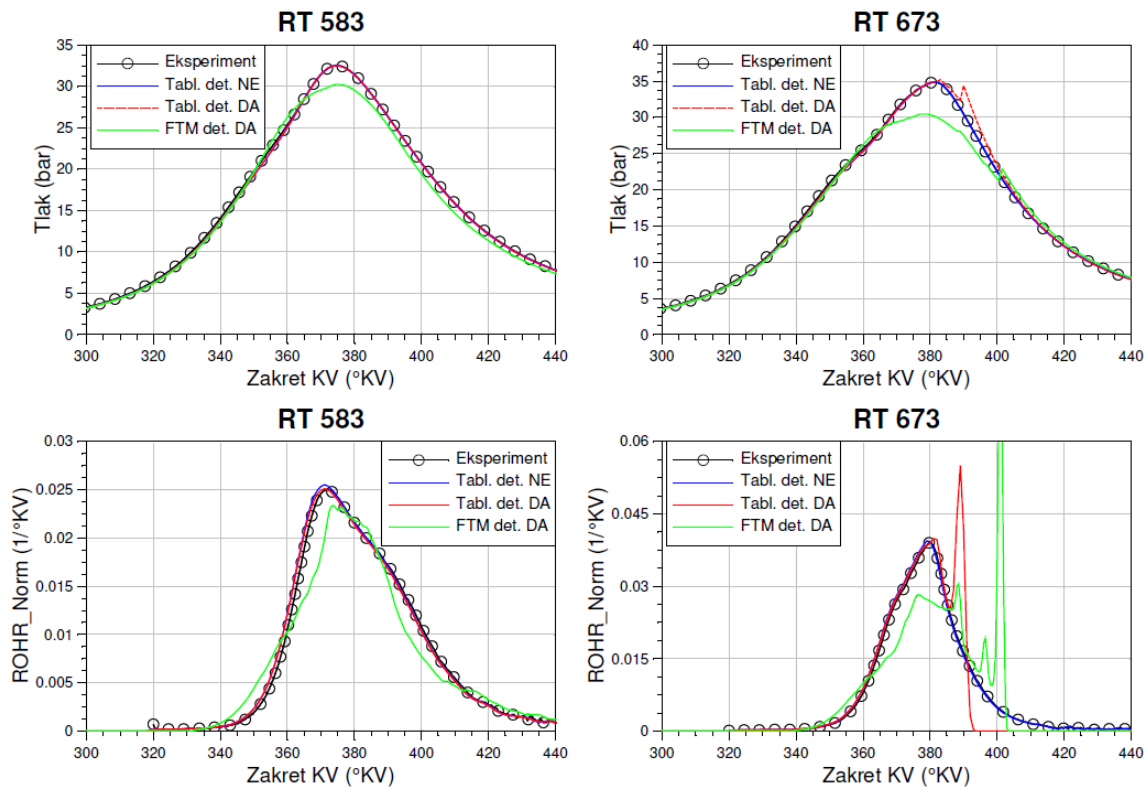 RT 583
35
30
25
20
15
10
5
0
Tlak (bar)
Eksperiment
Tabl. det. NE
Tabl. det. DA
FTM det. DA
300 320 340 360 380 400 420 440
Zakret KV (°KV)
RT 673
40
35
30
25
20
15
10
5
0
Tlak (bar)
Eksperiment
Tabl. det. NE
Tabl. det. DA
FTM det. DA
300 320 340 360 380 400 420 440
Zakret KV (°KV)
RT 583
0.03
0.025
0.02
0.015
0.01
0.005
0
ROHR_Norm (1/°KV)
Eksperiment
Tabl. det. NE
Tabl. det. DA
FTM det. DA
300 320 340 360 380 400 420 440
Zakret KV (°KV)
RT 673
0.06
0.045
0.03
0.015
0
ROHR_Norm (1/°KV)
Eksperiment
Tabl. det. NE
Tabl. det. DA
FTM det. DA
300 320 340 360 380 400 420 440
Zakret KV (°KV)